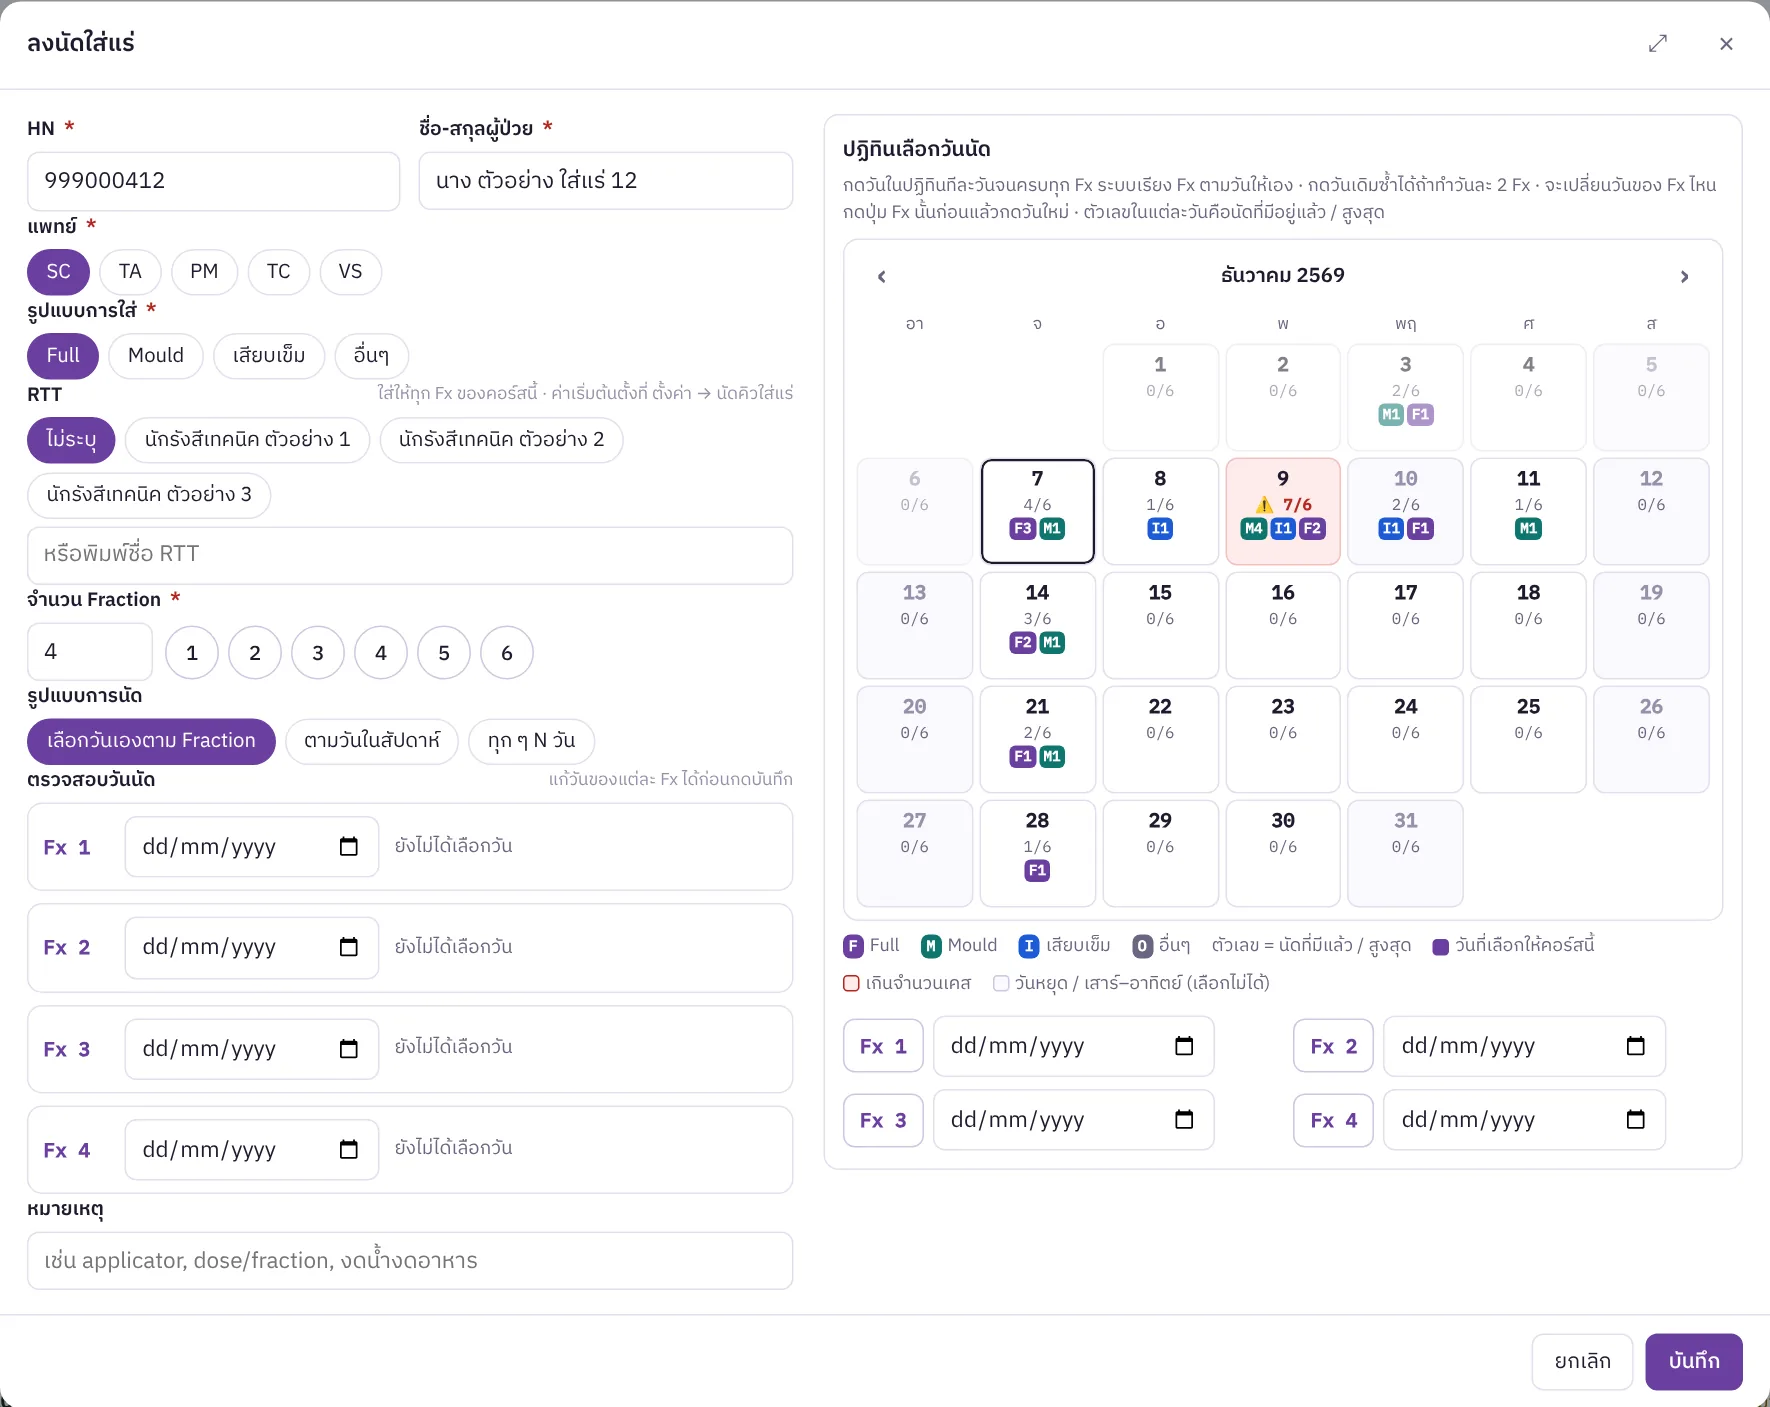 ลงนัดใส่แร่
HN *
ชื่อ-สกุลผู้ป่วย *
999000412
นาง ตัวอย่าง ใส่แร่ 12
แพทย์ *
SC TA PM TC VS
รูปแบบการใส่ *
Full Mould เสียบเข็ม อื่นๆ
RTT
ใส่ให้ทุก Fx ของคอร์สนี้ · ค่าเริ่มต้นตั้งที่ ตั้งค่า → นัดคิวใส่แร่
ไม่ระบุ นักรังสีเทคนิค ตัวอย่าง 1 นักรังสีเทคนิค ตัวอย่าง 2
นักรังสีเทคนิค ตัวอย่าง 3
หรือพิมพ์ชื่อ RTT
จำนวน Fraction *
4 1 2 3 4 5 6
รูปแบบการนัด
เลือกวันเองตาม Fraction ตามวันในสัปดาห์ ทุก ๆ N วัน
ตรวจสอบวันนัด
แก้วันของแต่ละ Fx ได้ก่อนกดบันทึก
Fx 1 dd/mm/yyyy ยังไม่ได้เลือกวัน
Fx 2 dd/mm/yyyy ยังไม่ได้เลือกวัน
Fx 3 dd/mm/yyyy ยังไม่ได้เลือกวัน
Fx 4 dd/mm/yyyy ยังไม่ได้เลือกวัน
หมายเหตุ
เช่น applicator, dose/fraction, งดน้ำงดอาหาร
ปฏิทินเลือกวันนัด
กดวันในปฏิทินทีละวันจนครบทุก Fx ระบบเรียง Fx ตามวันให้เอง · กดวันเดิมซ้ำได้ถ้าทำวันละ 2 Fx · จะเปลี่ยนวันของ Fx ไหน
กดปุ่ม Fx นั้นก่อนแล้วกดวันใหม่ · ตัวเลขในแต่ละวันคือนัดที่มีอยู่แล้ว / สูงสุด
‹ ธันวาคม 2569 ›
อา จ อ พ พฤ ศ ส
1 2 3 4 5
0/6 0/6 2/6 0/6 0/6
M1 F1
6 7 8 9 10 11 12
0/6 4/6 1/6 ⚠️ 7/6 2/6 1/6 0/6
F3 M1 I1 M4 I1 F2 I1 F1 M1
13 14 15 16 17 18 19
0/6 3/6 0/6 0/6 0/6 0/6 0/6
F2 M1
20 21 22 23 24 25 26
0/6 2/6 0/6 0/6 0/6 0/6 0/6
F1 M1
27 28 29 30 31
0/6 1/6 0/6 0/6 0/6
F1
F Full M Mould I เสียบเข็ม O อื่นๆ ตัวเลข = นัดที่มีแล้ว / สูงสุด วันที่เลือกให้คอร์สนี้
เกินจำนวนเคส วันหยุด / เสาร์–อาทิตย์ (เลือกไม่ได้)
Fx 1 dd/mm/yyyy Fx 2 dd/mm/yyyy
Fx 3 dd/mm/yyyy Fx 4 dd/mm/yyyy
ยกเลิก บันทึก